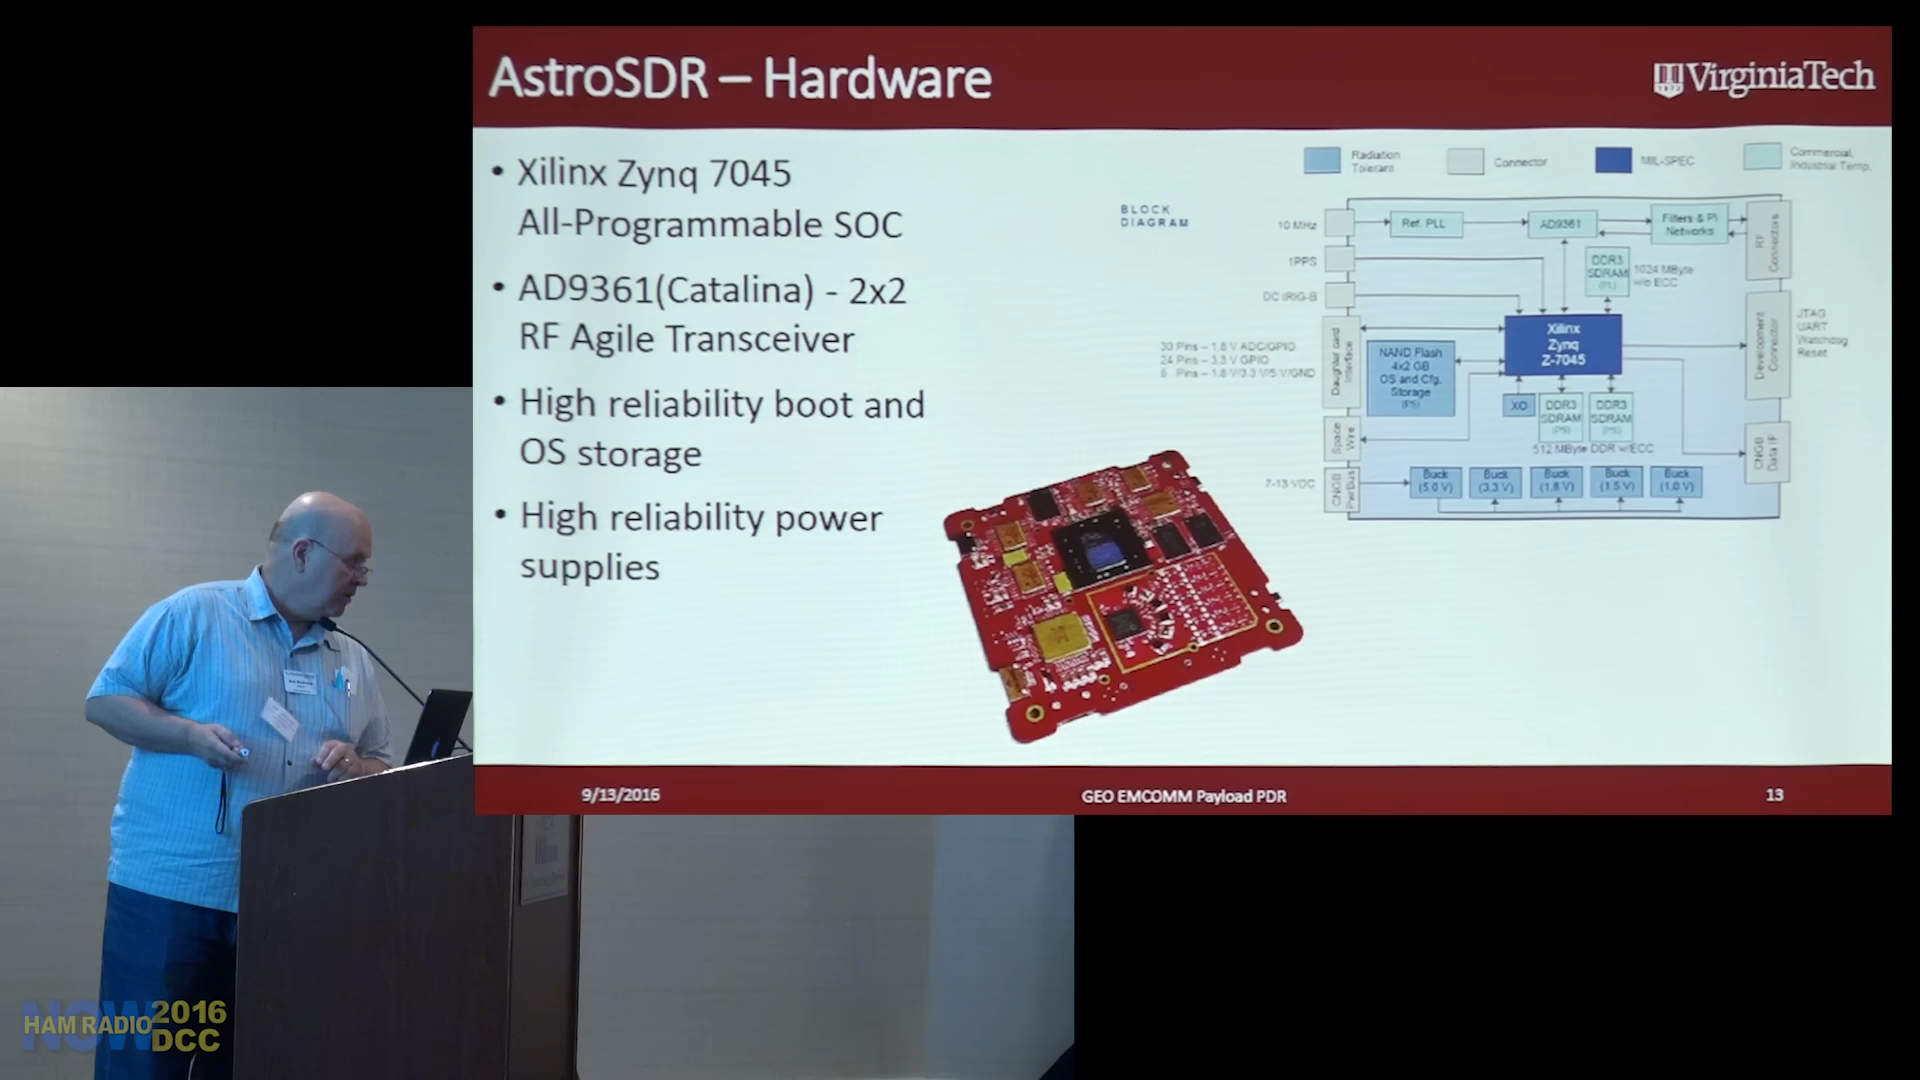 AstroSDR – Hardware
VirginiaTech
• Xilinx Zynq 7045
All-Programmable SOC
• AD9361(Catalina) - 2x2
RF Agile Transceiver
• High reliability boot and
OS storage
• High reliability power
supplies
Radiation
Tolerant
Connector
MIL-SPEC
Commercial,
Industrial Temp.
BLOCK
DIAGRAM
10 MHz
Ref. PLL
AD9361
Filters & Pi
Networks
RF
Connectors
1PPS
DDR3
SDRAM
(PL)
1024 MByte
w/o ECC
DC IRIG-B
Xilinx
Zynq
Z-7045
Development
Connector
JTAG
UART
Watchdog
Reset
30 Pins – 1.8 V ADC/GPIO
24 Pins – 3.3 V GPIO
6 Pins – 1.8 V/3.3 V/5 V/GND
Daughter card
Interface
NAND Flash
4x2 GB
OS and Cfg.
Storage
(PS)
XO
DDR3
SDRAM
(PS)
DDR3
SDRAM
(PS)
512 MByte DDR w/ECC
Space
Wire
CNGB
Data IF
7-13 VDC
CNGB
PwrBus
Buck
(5.0 V)
Buck
(3.3 V)
Buck
(1.8 V)
Buck
(1.5 V)
Buck
(1.0 V)
9/13/2016
GEO EMCOMM Payload PDR
13
HAM RADIO
NOW
2016
DCC